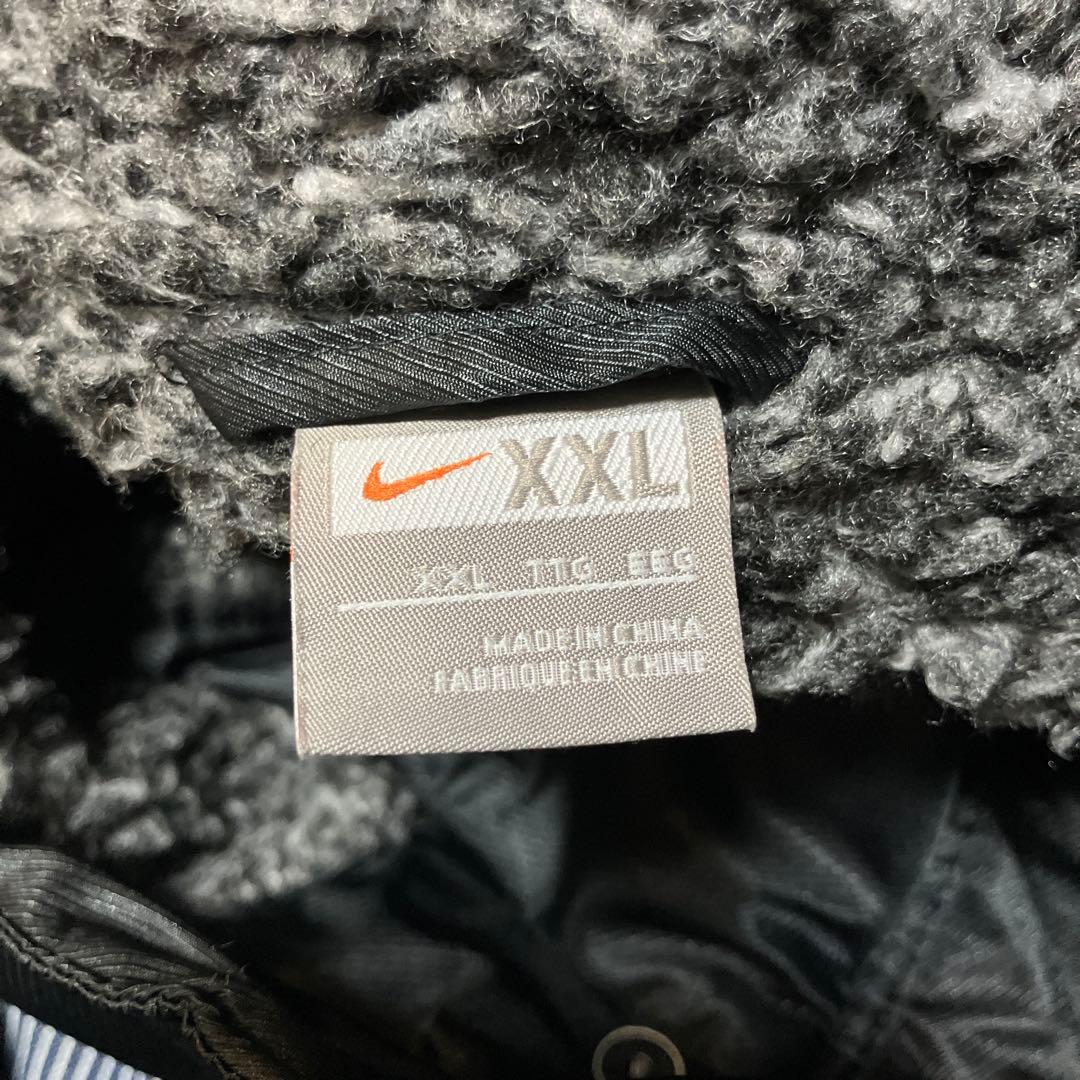 XXL
XXL TTG EEG
MADE IN CHINA
FABRIQUE EN CHINE